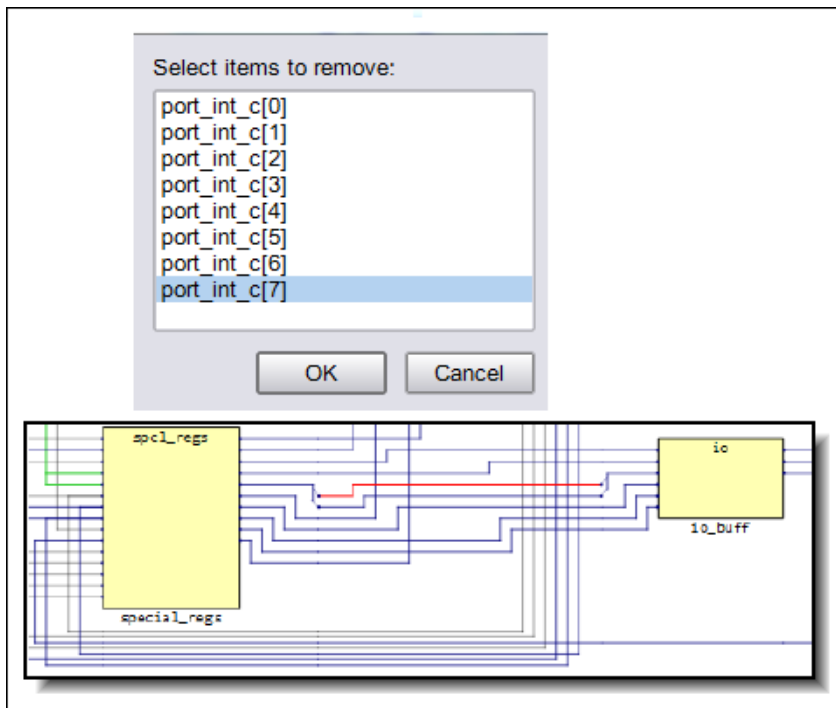 Select items to remove:
port_int_c[0]
port_int_c[1]
port_int_c[2]
port_int_c[3]
port_int_c[4]
port_int_c[5]
port_int_c[6]
port_int_c[7]
OK Cancel
spcl_regs
special_regs
io
io_buff